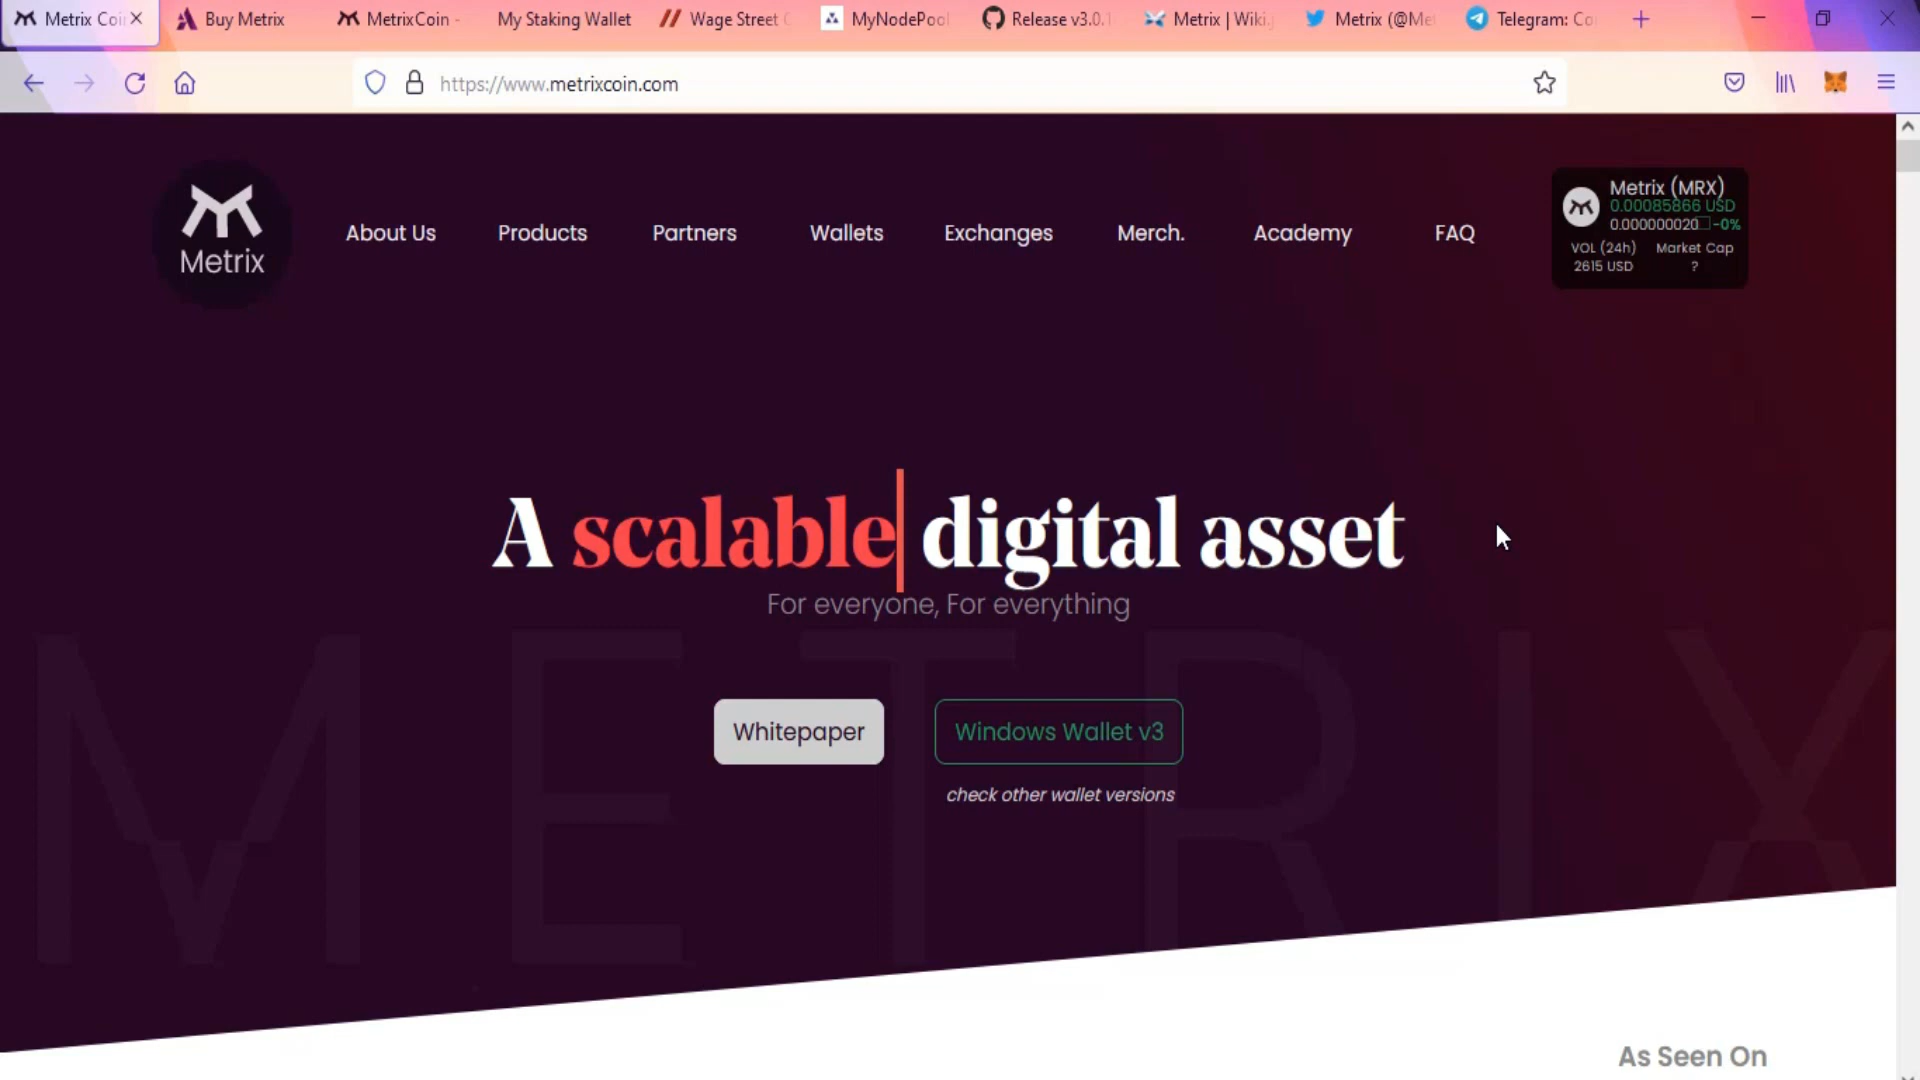 Metrix Coi
Buy Metrix
MetrixCoin -
My Staking Wallet
Wage Street
MyNodePool
Release v3.0.1
Metrix | Wiki.
Metrix (@Me
Telegram: Co
https://www.metrixcoin.com
Metrix
About Us
Products
Partners
Wallets
Exchanges
Merch.
Academy
FAQ
Metrix (MRX)
0.00085866 USD
0.000000020 -0%
VOL (24h) Market Cap
2615 USD ?
A scalable digital asset
For everyone, For everything
METRIX
Whitepaper
Windows Wallet v3
check other wallet versions
As Seen On